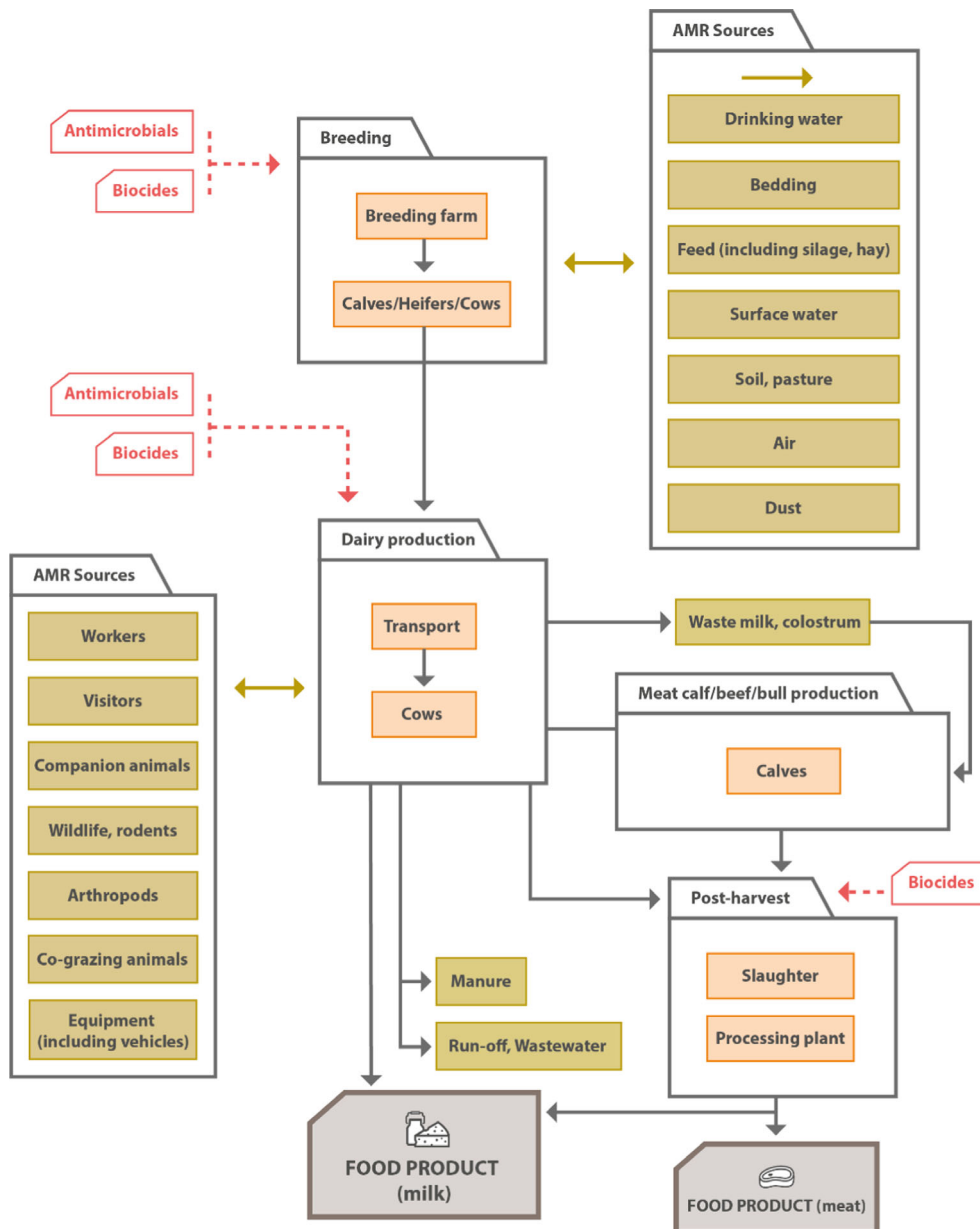 AMR Sources
Drinking water
Bedding
Feed (including silage, hay)
Surface water
Soil, pasture
Air
Dust
Antimicrobials
Biocides
Breeding
Breeding farm
Calves/Heifers/Cows
Antimicrobials
Biocides
Dairy production
Transport
Cows
AMR Sources
Workers
Visitors
Companion animals
Wildlife, rodents
Arthropods
Co-grazing animals
Equipment
(including vehicles)
Waste milk, colostrum
Meat calf/beef/bull production
Calves
Biocides
Post-harvest
Slaughter
Processing plant
Manure
Run-off, Wastewater
FOOD PRODUCT
(milk)
FOOD PRODUCT (meat)